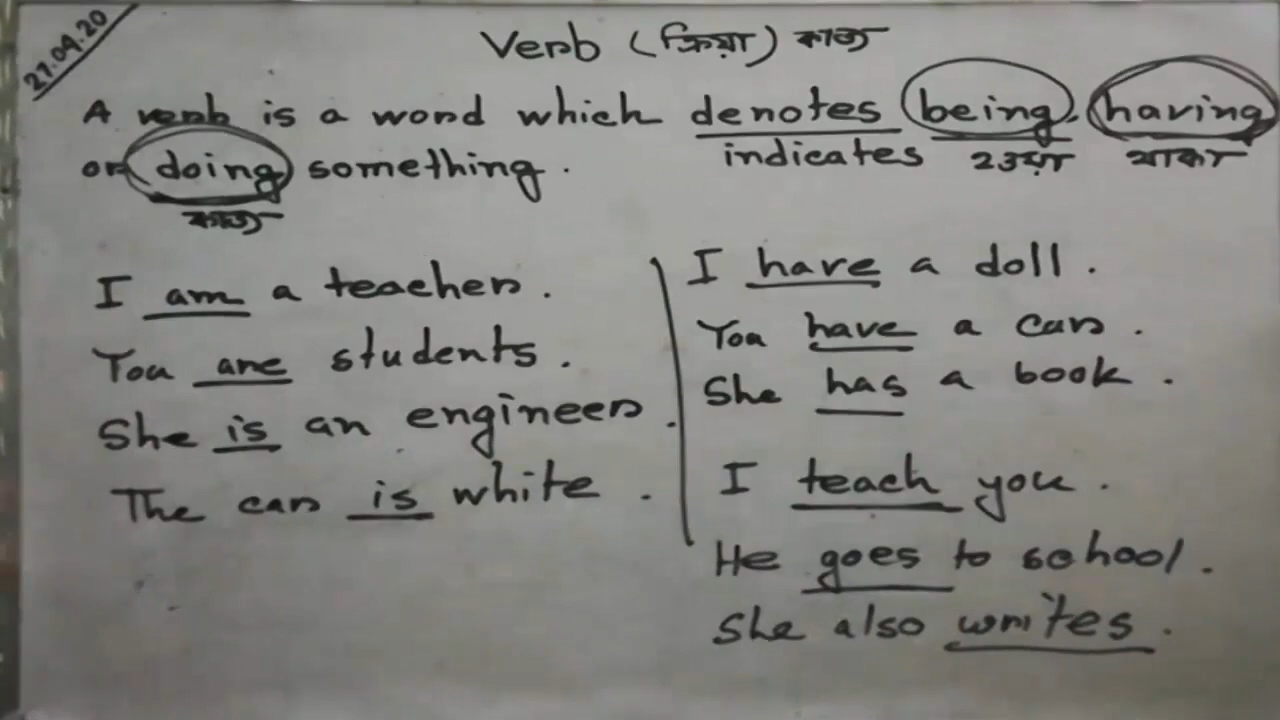 27.04.20
Verb (ক্রিয়া) কাজ
A verb is a word which denotes being, having
indicates হওয়া থাকা
or doing something.
কাজ
I am a teacher.
You are students.
She is an engineer.
The car is white.
I have a doll.
You have a car.
She has a book.
I teach you.
He goes to school.
She also writes.